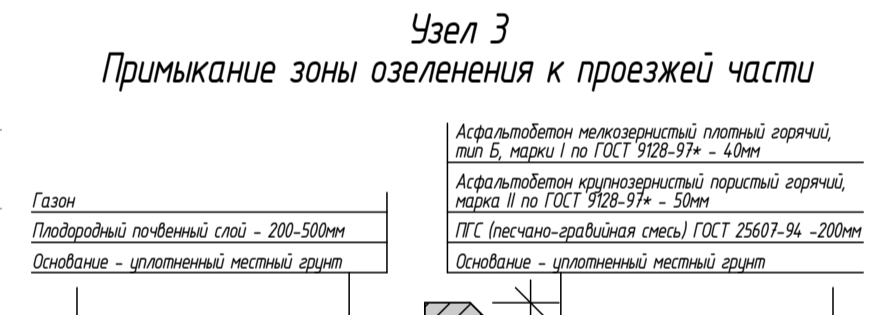 Узел 3
Примыкание зоны озеленения к проезжей части
Газон
Плодородный почвенный слой - 200-500мм
Основание - уплотненный местный грунт
Асфальтобетон мелкозернистый плотный горячий,
тип Б, марки I по ГОСТ 9128-97* - 40мм
Асфальтобетон крупнозернистый пористый горячий,
марка II по ГОСТ 9128-97* - 50мм
ПГС (песчано-гравийная смесь) ГОСТ 25607-94 -200мм
Основание - уплотненный местный грунт